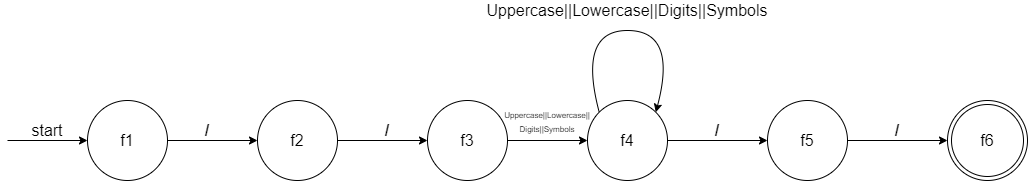 Uppercase||Lowercase||Digits||Symbols
start
f1
/
f2
/
f3
Uppercase||Lowercase||
Digits||Symbols
f4
/
f5
/
f6